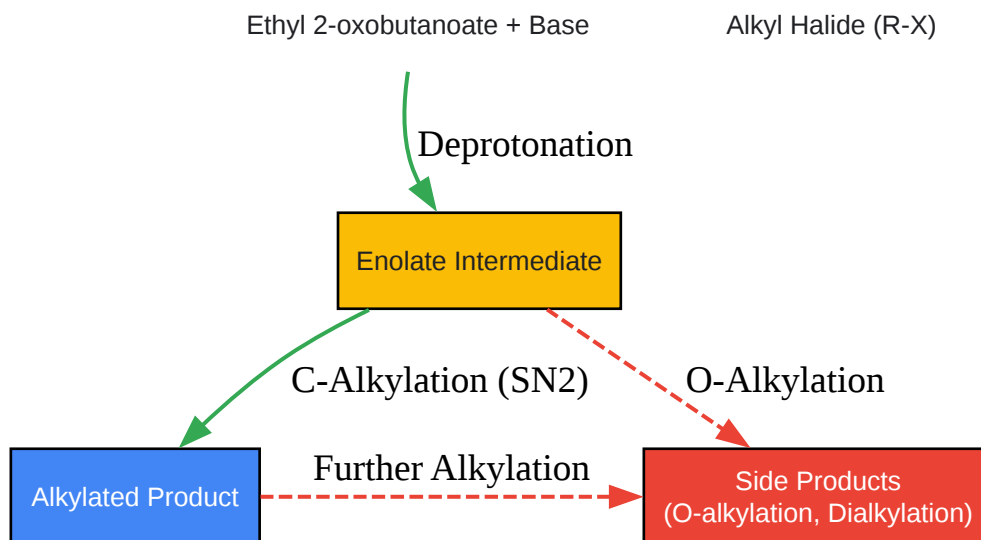 Ethyl 2-oxobutanoate + Base
Alkyl Halide (R-X)
Deprotonation
Enolate Intermediate
C-Alkylation (SN2)
O-Alkylation
Alkylated Product
Further Alkylation
Side Products
(O-alkylation, Dialkylation)